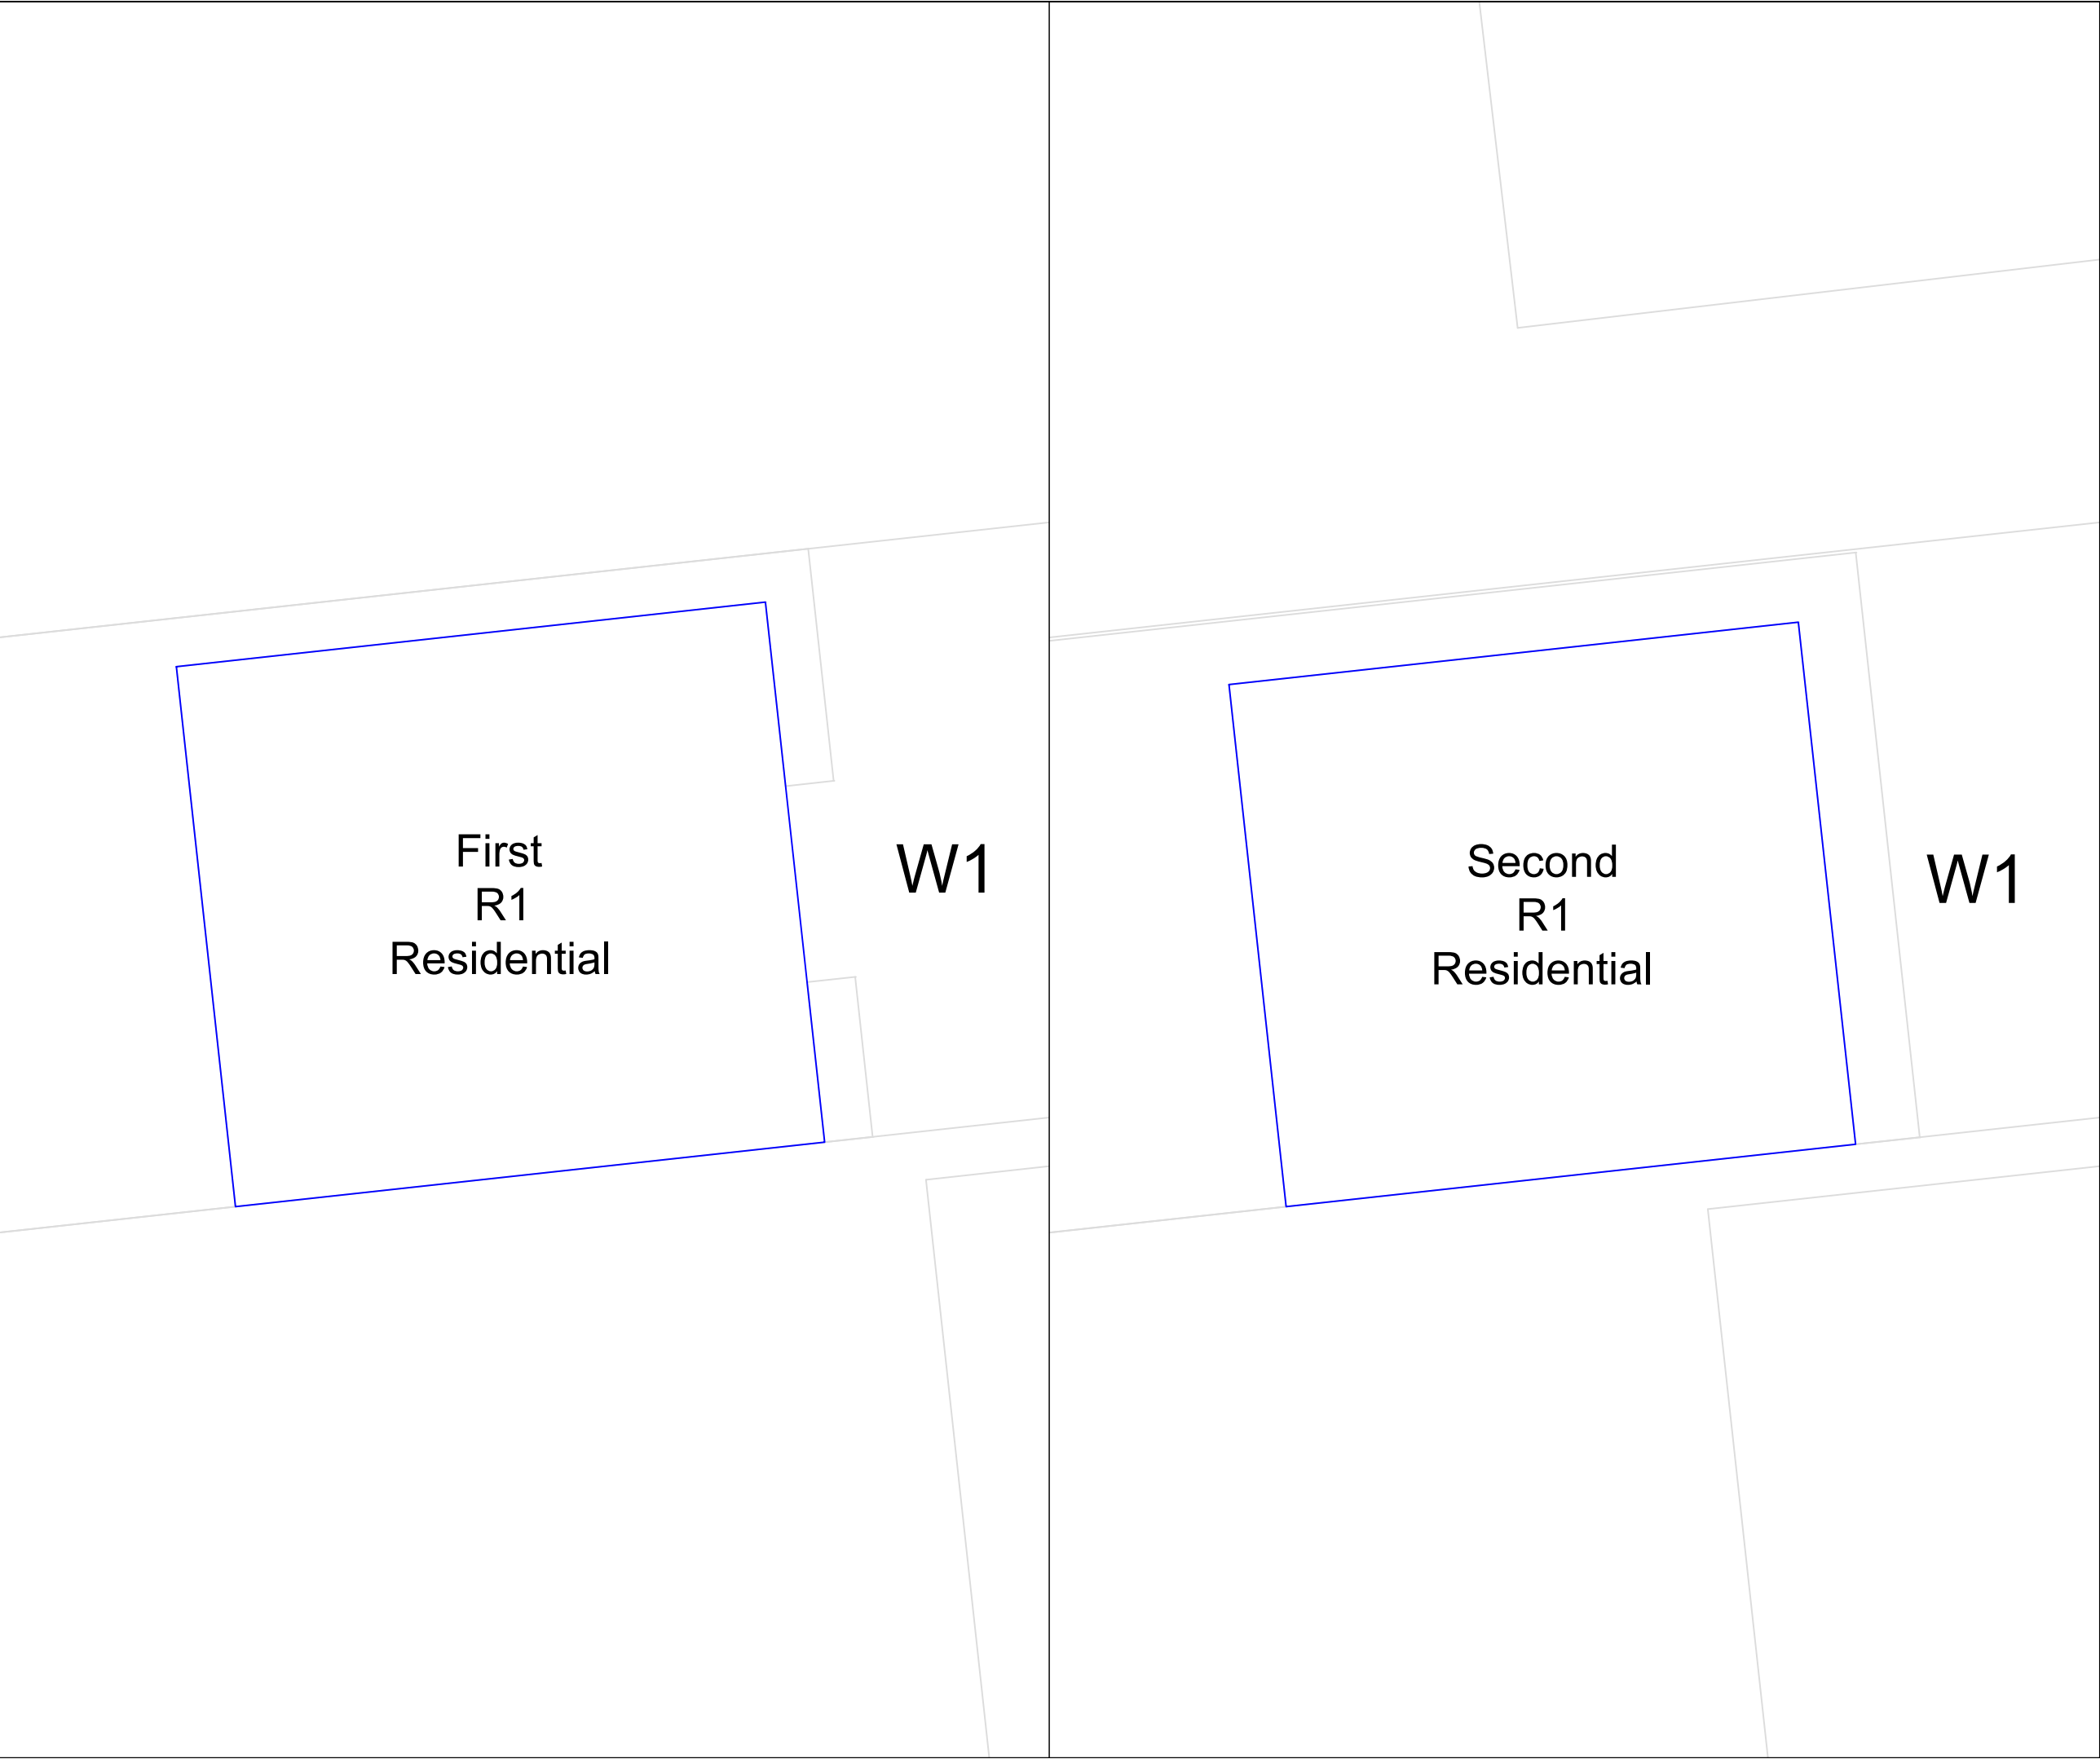 First
R1
Residential
W1
Second
R1
Residential
W1